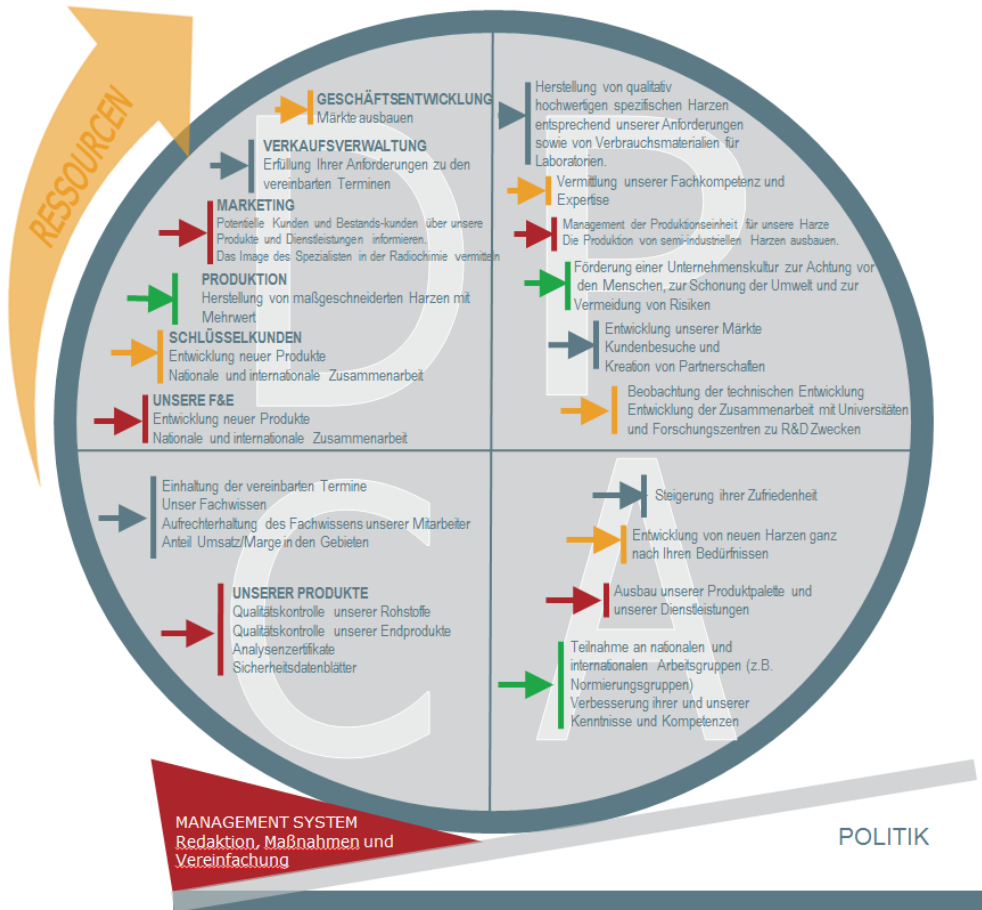 RESSOURCEN
D
GESCHÄFTSENTWICKLUNG
Märkte ausbauen
VERKAUFSVERWALTUNG
Erfüllung Ihrer Anforderungen zu den
vereinbarten Terminen
MARKETING
Potentielle Kunden und Bestands-kunden über unsere
Produkte und Dienstleistungen informieren.
Das Image des Spezialisten in der Radiochimie vermitteln
PRODUKTION
Herstellung von maßgeschneiderten Harzen mit
Mehrwert
SCHLÜSSELKUNDEN
Entwicklung neuer Produkte
Nationale und internationale Zusammenarbeit
UNSERE F&E
Entwicklung neuer Produkte
Nationale und internationale Zusammenarbeit
P
Herstellung von qualitativ
hochwertigen spezifischen Harzen
entsprechend unserer Anforderungen
sowie von Verbrauchsmaterialien für
Laboratorien.
Vermittlung unserer Fachkompetenz und
Expertise
Management der Produktionseinheit für unsere Harze
Die Produktion von semi-industriellen Harzen ausbauen.
Förderung einer Unternehmenskultur zur Achtung vor
den Menschen, zur Schonung der Umwelt und zur
Vermeidung von Risiken
Entwicklung unserer Märkte
Kundenbesuche und
Kreation von Partnerschaften
Beobachtung der technischen Entwicklung
Entwicklung der Zusammenarbeit mit Universitäten
und Forschungszentren zu R&D Zwecken
C
Einhaltung der vereinbarten Termine
Unser Fachwissen
Aufrechterhaltung des Fachwissens unserer Mitarbeiter
Anteil Umsatz/Marge in den Gebieten
UNSERER PRODUKTE
Qualitätskontrolle unserer Rohstoffe
Qualitätskontrolle unserer Endprodukte
Analysenzertifikate
Sicherheitsdatenblätter
A
Steigerung ihrer Zufriedenheit
Entwicklung von neuen Harzen ganz
nach Ihren Bedürfnissen
Ausbau unserer Produktpalette und
unserer Dienstleistungen
Teilnahme an nationalen und
internationalen Arbeitsgruppen (z.B.
Normierungsgruppen)
Verbesserung ihrer und unserer
Kenntnisse und Kompetenzen
MANAGEMENT SYSTEM
Redaktion, Maßnahmen und
Vereinfachung
POLITIK